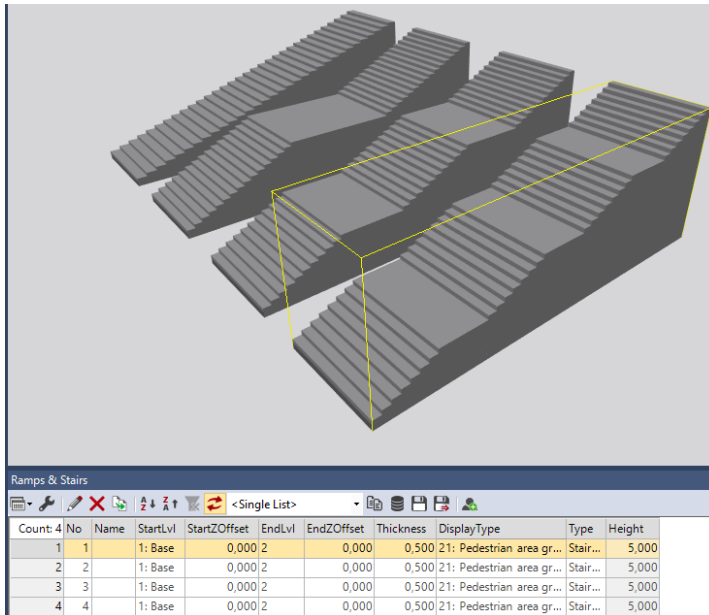 Ramps & Stairs
<Single List>
Count: 4 No Name StartLvl StartZOffset EndLvl EndZOffset Thickness DisplayType Type Height
1 1 1: Base 0,000 2 0,000 0,500 21: Pedestrian area gr... Stair... 5,000
2 2 1: Base 0,000 2 0,000 0,500 21: Pedestrian area gr... Stair... 5,000
3 3 1: Base 0,000 2 0,000 0,500 21: Pedestrian area gr... Stair... 5,000
4 4 1: Base 0,000 2 0,000 0,500 21: Pedestrian area gr... Stair... 5,000